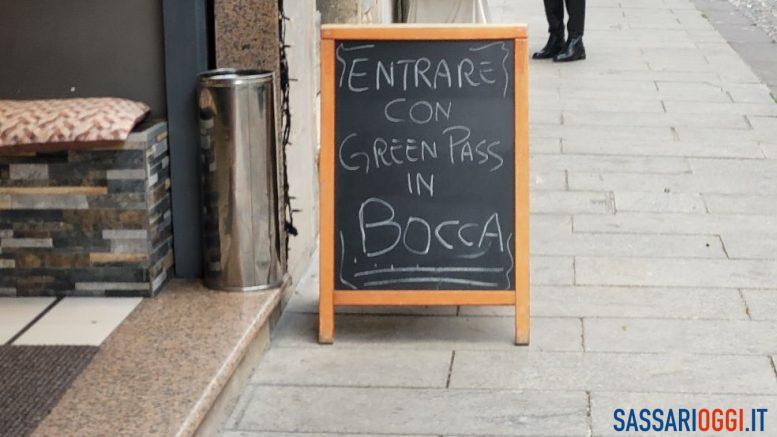 ENTRARE
CON
GREEN PASS
IN
BOCCA
SASSARIOGGI.IT